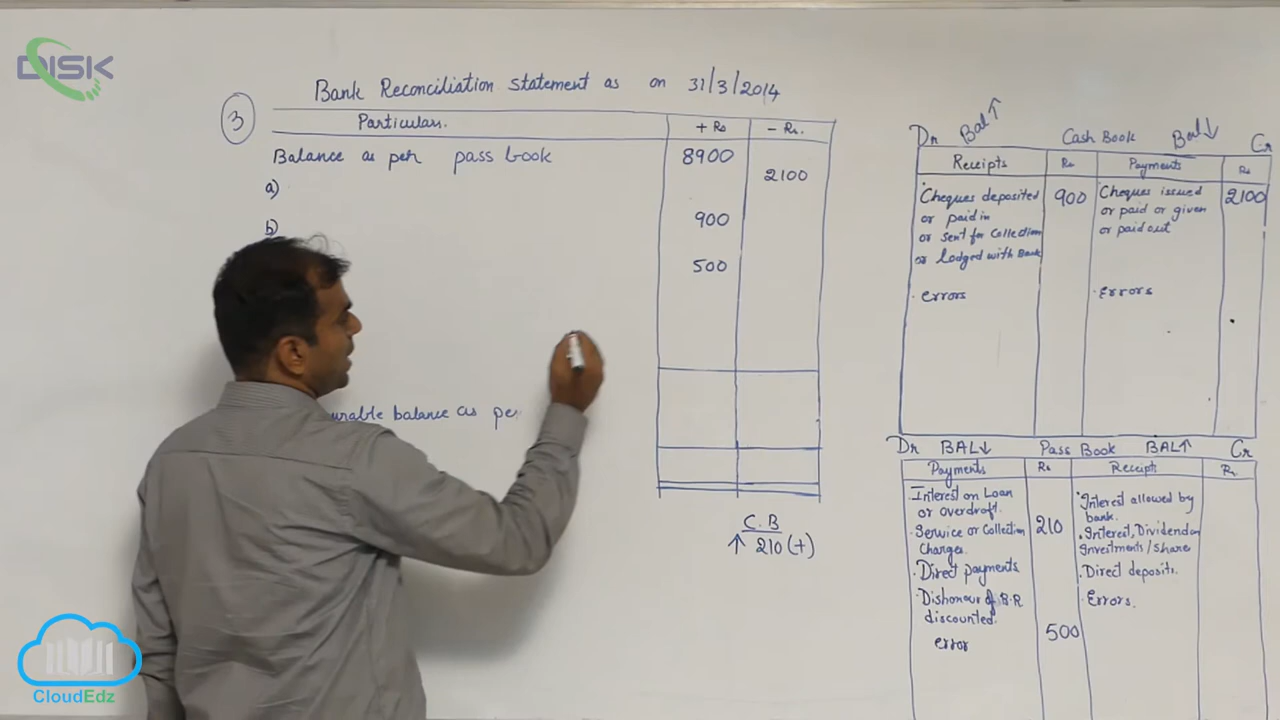 DISK
Bank Reconciliation Statement as on 31/3/2014
3
Particulars. + Rs - Rs.
Balance as per pass book 8900
2100
a)
b) 900
500
urable balance as per
C.B
↑ 210 (+)
Dr Bal↑ Cash Book Bal↓ Cr
Receipts Rs Payments Rs
Cheques deposited 900 Cheques issued 2100
or paid in or paid or given
or sent for Collection or paid out
or lodged with Bank
. errors . Errors
Dr BAL↓ Pass Book BAL↑ Cr
Payments Rs Receipt Rs
Interest on Loan . Interest allowed by
or overdraft. bank.
. Service or Collection 210 . Interest, Dividend on
Charges. Investments/share
. Direct payments . Direct deposits.
. Dishonour of B.R . Errors.
discounted.
error 500
CloudEdz